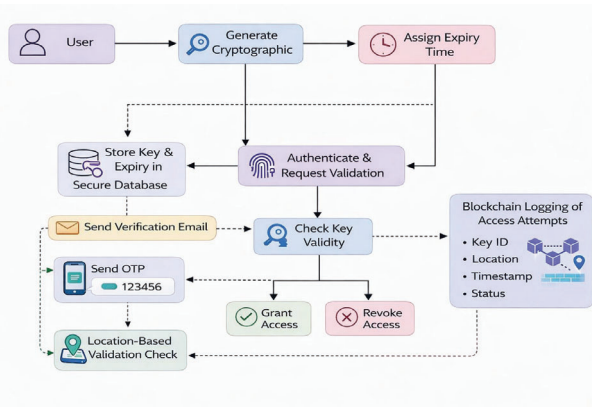 User
Generate
Cryptographic
Assign Expiry
Time
Store Key &
Expiry in
Secure Database
Authenticate &
Request Validation
Send Verification Email
Check Key
Validity
Blockchain Logging of
Access Attempts
• Key ID
• Location
• Timestamp
• Status
Send OTP
123456
Grant
Access
Revoke
Access
Location-Based
Validation Check